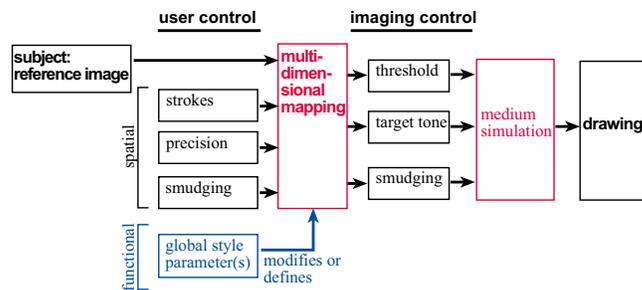 user control
imaging control
subject:
reference image
multi-
dimen-
sional
mapping
threshold
strokes
target tone
medium
simulation
drawing
spatial
precision
smudging
smudging
functional
global style
parameter(s)
modifies or
defines